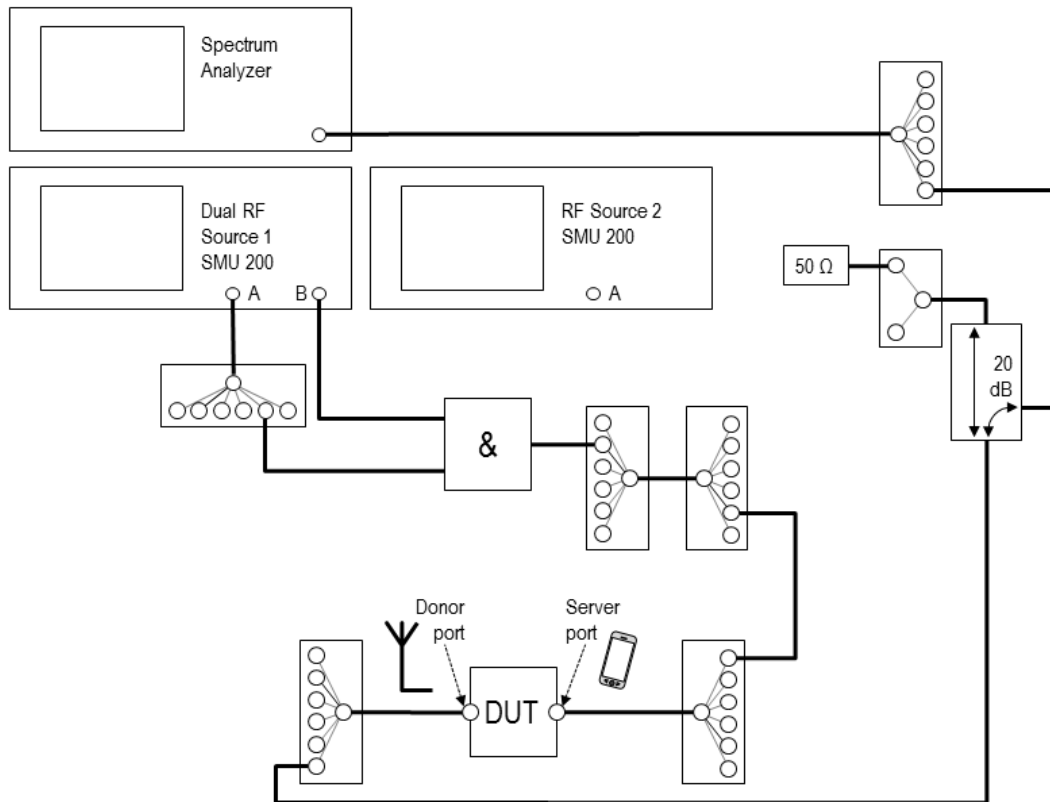 Spectrum
Analyzer
Dual RF
Source 1
SMU 200
A
B
RF Source 2
SMU 200
A
50 Ω
20
dB
&
Donor
port
Server
port
DUT